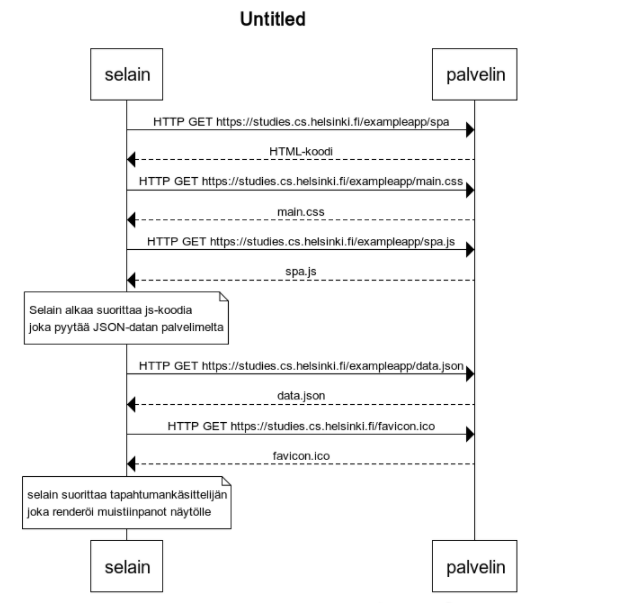 Untitled
selain
palvelin
HTTP GET https://studies.cs.helsinki.fi/exampleapp/spa
HTML-koodi
HTTP GET https://studies.cs.helsinki.fi/exampleapp/main.css
main.css
HTTP GET https://studies.cs.helsinki.fi/exampleapp/spa.js
spa.js
Selain alkaa suorittaa js-koodia
joka pyytää JSON-datan palvelimelta
HTTP GET https://studies.cs.helsinki.fi/exampleapp/data.json
data.json
HTTP GET https://studies.cs.helsinki.fi/favicon.ico
favicon.ico
selain suorittaa tapahtumankäsittelijän
joka renderöi muistiinpanot näytölle
selain
palvelin